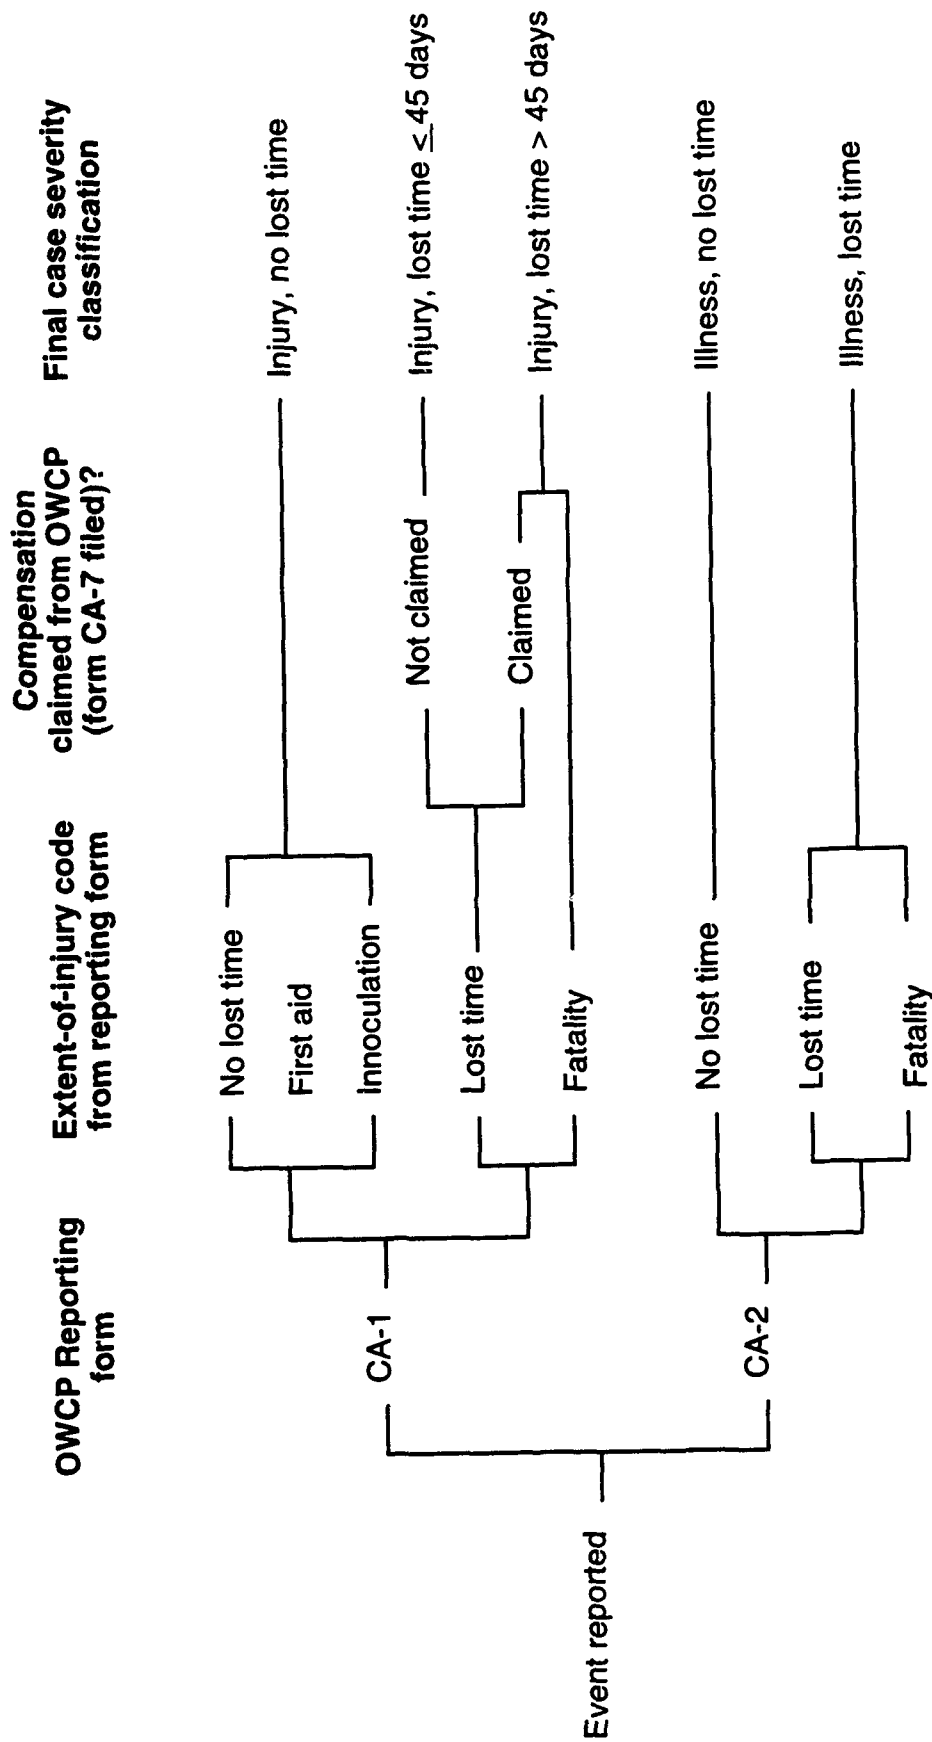 OWCP Reporting
form
Extent-of-injury code
from reporting form
Compensation
claimed from OWCP
(form CA-7 filed)?
Final case severity
classification
Event reported
CA-1
No lost time
First aid
Innoculation
Injury, no lost time
Lost time
Not claimed
Injury, lost time ≤ 45 days
Claimed
Injury, lost time > 45 days
Fatality
CA-2
No lost time
Illness, no lost time
Lost time
Fatality
Illness, lost time